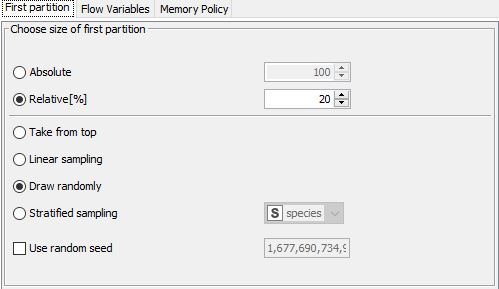 First partition Flow Variables Memory Policy
Choose size of first partition
Absolute 100
Relative[%] 20
Take from top
Linear sampling
Draw randomly
Stratified sampling S species
Use random seed 1,677,690,734,9